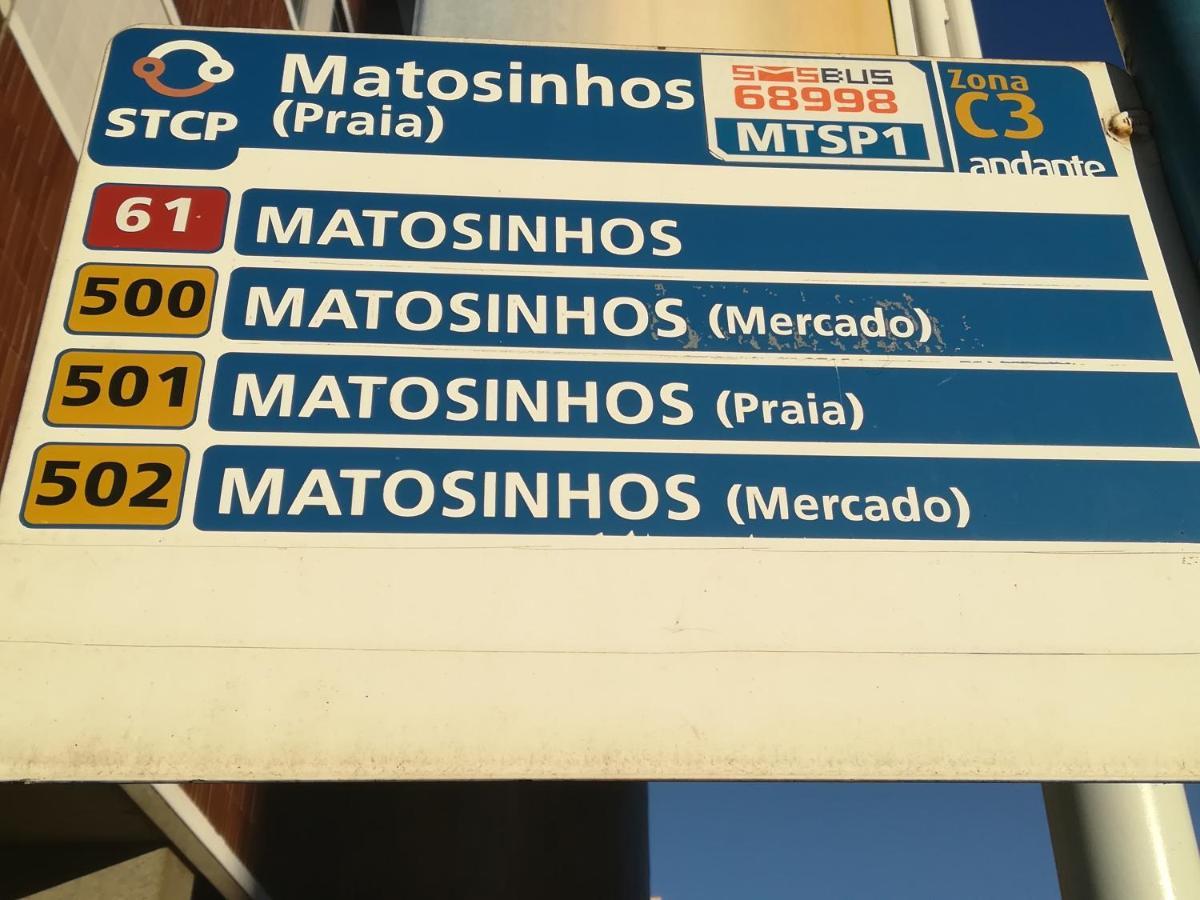 STCP
Matosinhos
(Praia)
SMSBUS
68998
MTSP1
Zona
C3
andante
61 MATOSINHOS
500 MATOSINHOS (Mercado)
501 MATOSINHOS (Praia)
502 MATOSINHOS (Mercado)